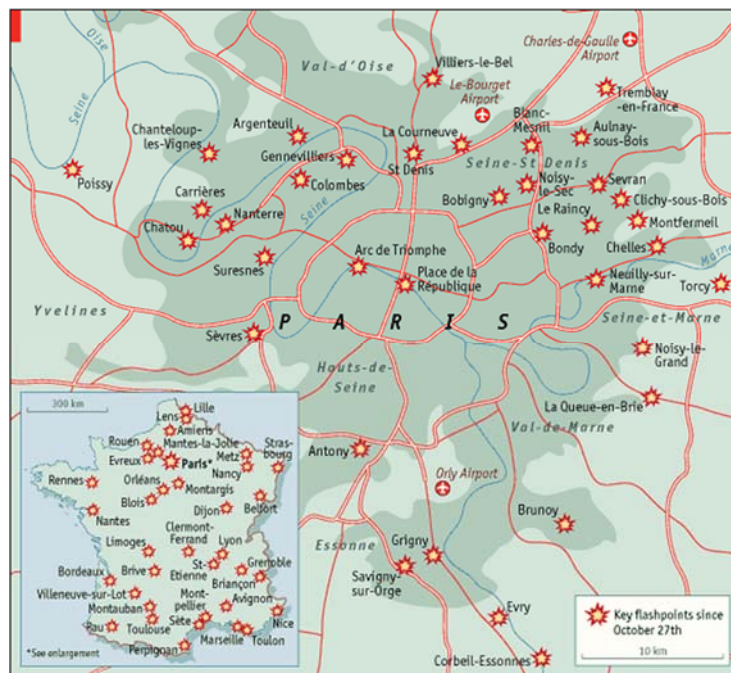 Charles-de-Gaulle
Airport
Oise
Val-d'Oise
Villiers-le-Bel
Le-Bourget
Airport
Tremblay
-en-France
Seine
Chanteloup-
les-Vignes
Argenteuil
La Courneuve
Blanc-
Mesnil
Aulnay-
sous-Bois
Gennevilliers
St Denis
Seine-St Denis
Poissy
Colombes
Noisy-
le-Sec
Sevran
Carrières
Nanterre
Seine
Bobigny
Clichy-sous-Bois
Le Raincy
Montfermeil
Chatou
Bondy
Chelles
Marne
Suresnes
Arc de Triomphe
Place de la
République
Neuilly-sur-
Marne
Torcy
Yvelines
PARIS
Seine-et-Marne
Sèvres
Noisy-le-
Grand
Hauts-de-
Seine
La Queue-en-Brie
Val-de-Marne
Antony
Orly Airport
Brunoy
Essonne
Grigny
Savigny-
sur-Orge
Evry
Corbeil-Essonnes
300 km
Lille
Lens
Amiens
Rouen
Mantes-la-Jolie
Stras-
bourg
Evreux
Paris*
Metz
Nancy
Rennes
Orléans
Montargis
Blois
Dijon
Belfort
Nantes
Clermont-
Ferrand
Limoges
Lyon
Bordeaux
Brive
St-
Etienne
Grenoble
Briançon
Villeneuve-sur-Lot
Mont-
pellier
Avignon
Montauban
Nice
Pau
Toulouse
Sète
Marseille
Toulon
Perpignan
*See enlargement
Key flashpoints since
October 27th
10 km